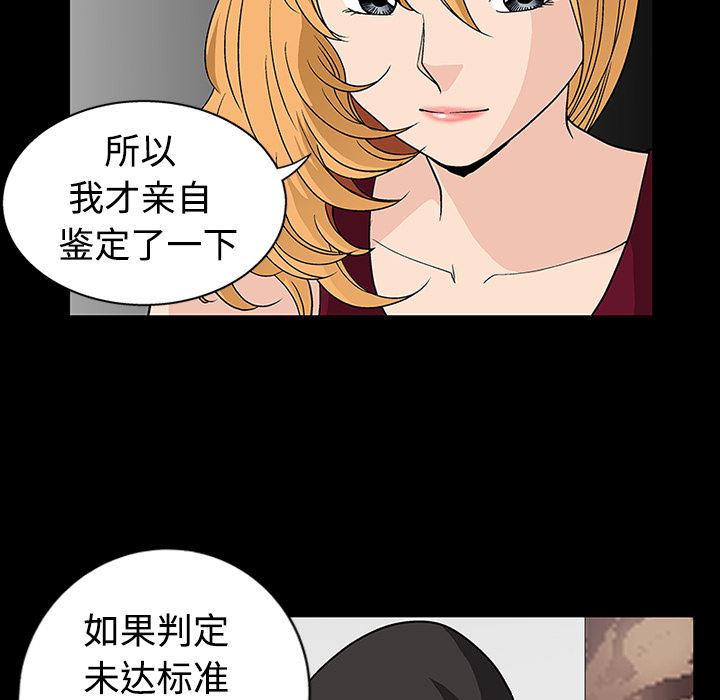 所以
我才亲自
鉴定了一下
如果判定
未达标准